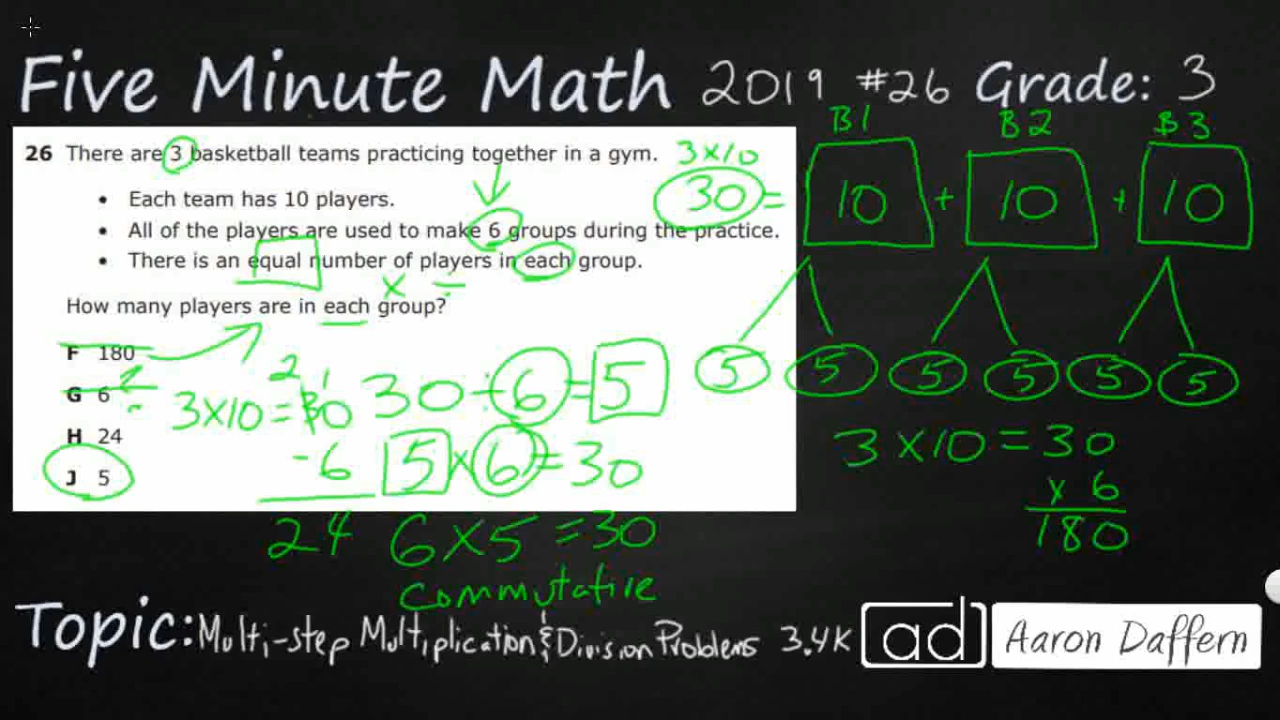 Five Minute Math 2019 #26 Grade: 3
B1 B2 B3
26 There are 3 basketball teams practicing together in a gym. 3×10
30 = 10 + 10 + 10
• Each team has 10 players.
• All of the players are used to make 6 groups during the practice.
• There is an equal number of players in each group.
× ÷
How many players are in each group?
F 180
G 6
H 24
J 5
5 5 5 5 5 5
2 1
3×10=30
-6
24
30÷6=5
5×6=30
6×5=30
Commutative
3×10=30
× 6
180
Topic: Multi-step Multiplication & Division Problems 3.4K
ad Aaron Daffern